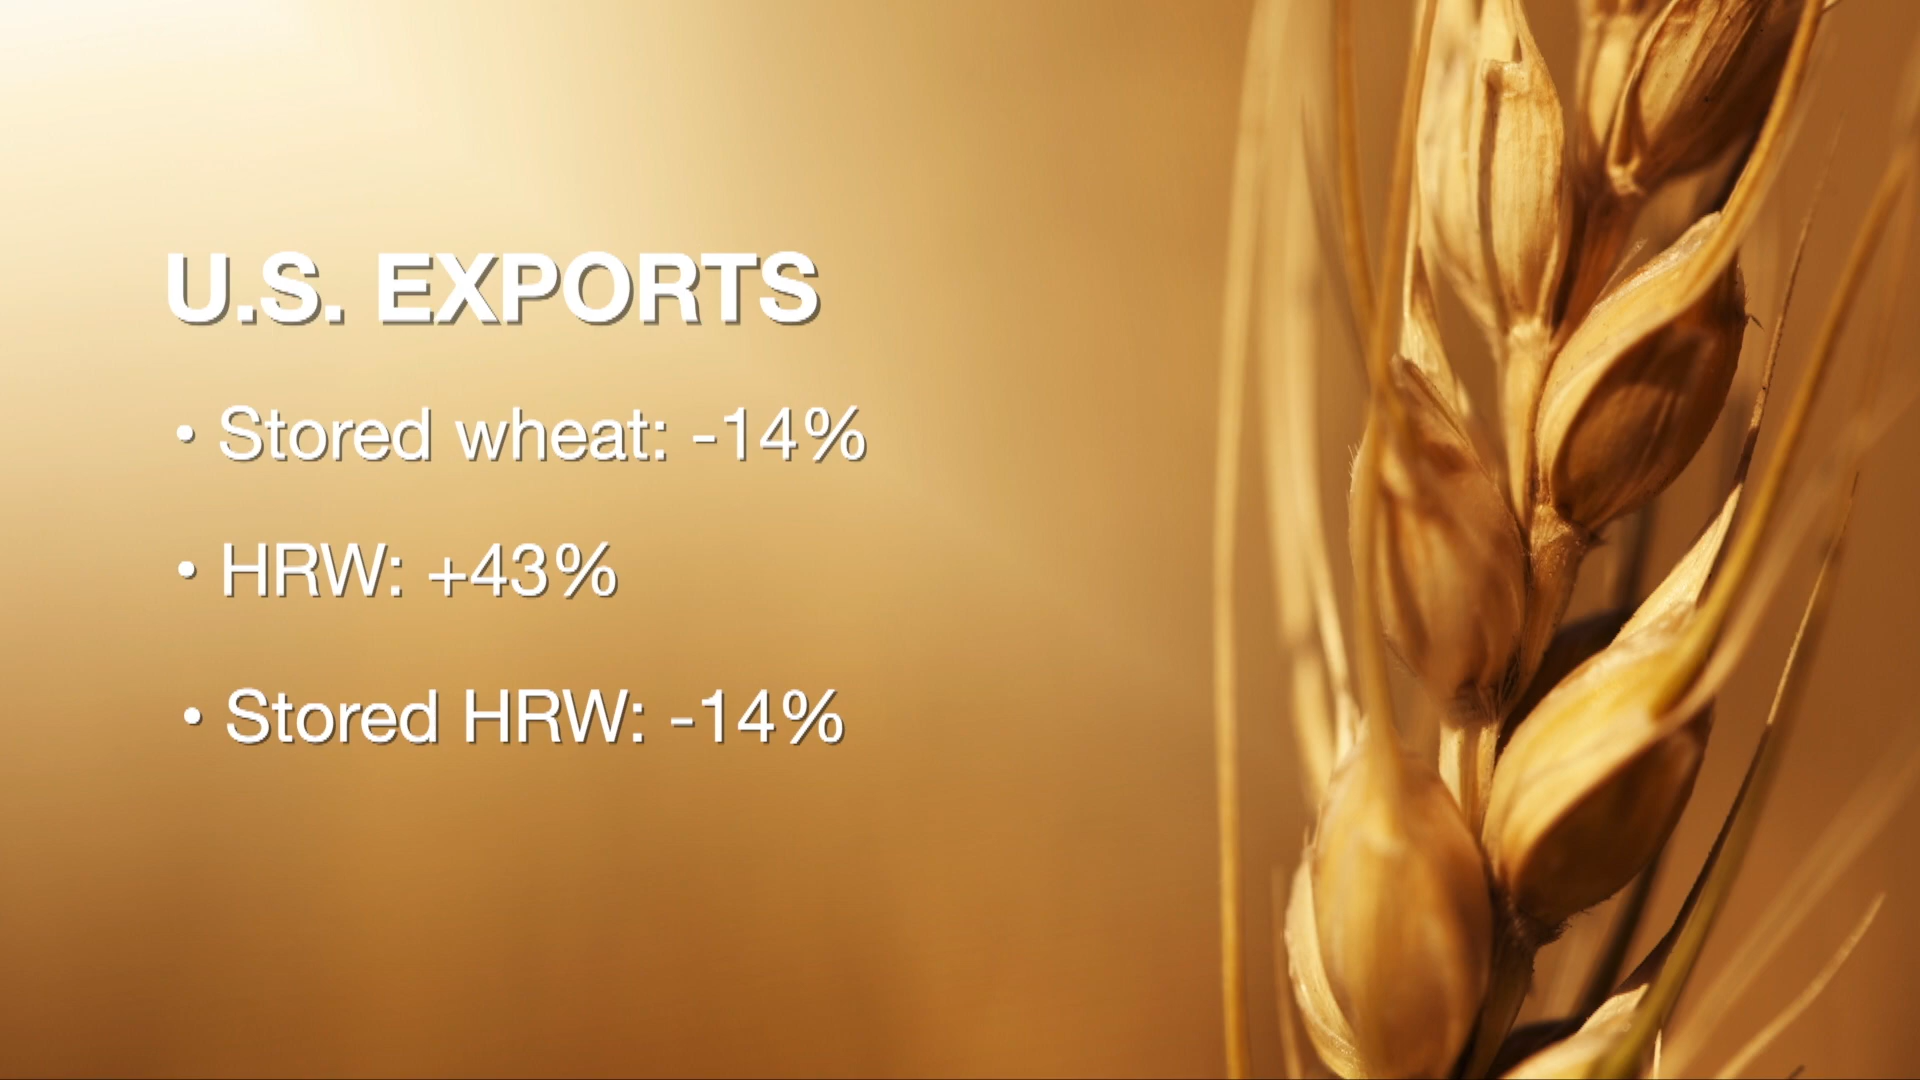 U.S. EXPORTS
• Stored wheat: -14%
• HRW: +43%
• Stored HRW: -14%